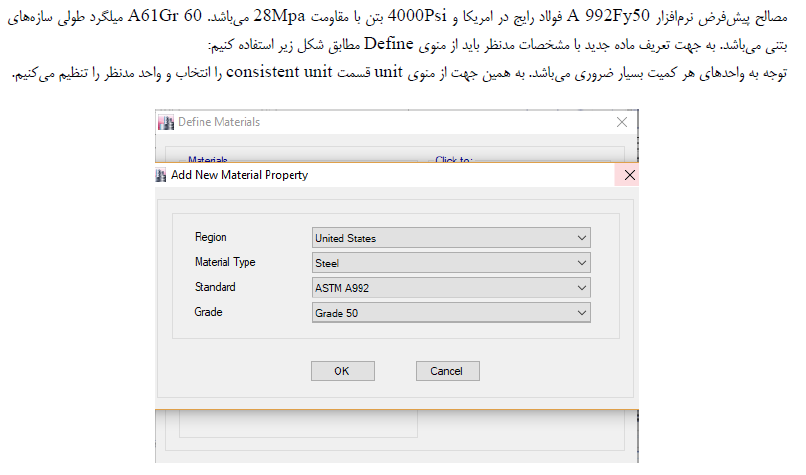 مصالح پیش‌فرض نرم‌افزار A 992Fy50 فولاد رایج در امریکا و 4000Psi بتن با مقاومت 28Mpa می‌باشد. A61Gr 60 میلگرد طولی سازه‌های
بتنی می‌باشد. به جهت تعریف ماده جدید با مشخصات مدنظر باید از منوی Define مطابق شکل زیر استفاده کنیم:
توجه به واحدهای هر کمیت بسیار ضروری می‌باشد. به همین جهت از منوی unit قسمت consistent unit را انتخاب و واحد مدنظر را تنظیم می‌کنیم.
Define Materials
Materials Click to:
Add New Material Property
Region United States
Material Type Steel
Standard ASTM A992
Grade Grade 50
OK Cancel